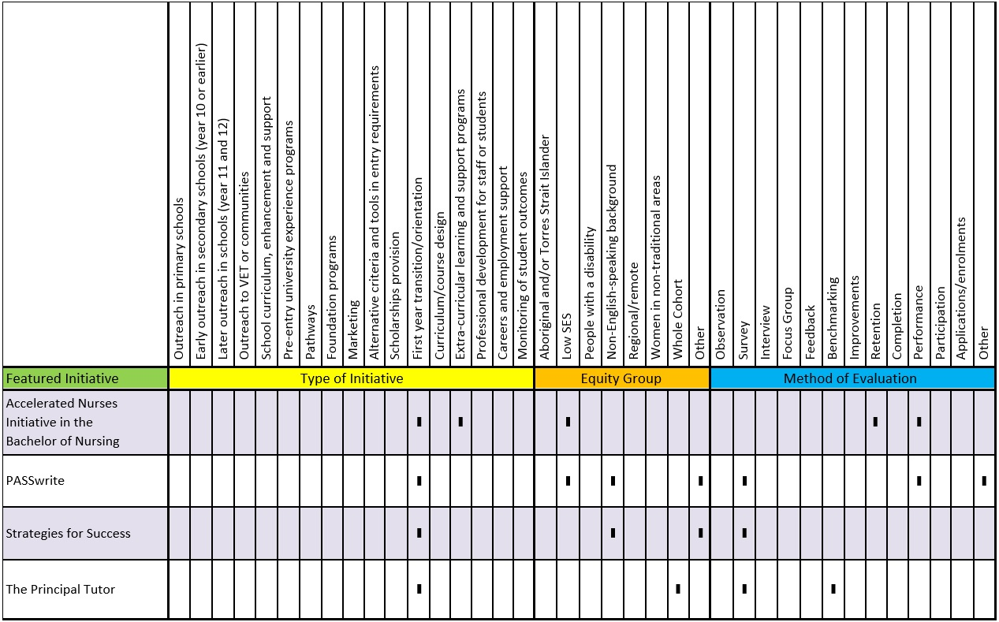 Outreach in primary schools
Early outreach in secondary schools (year 10 or earlier)
Later outreach in schools (year 11 and 12)
Outreach to VET or communities
School curriculum, enhancement and support
Pre-entry university experience programs
Pathways
Foundation programs
Marketing
Alternative criteria and tools in entry requirements
Scholarships provision
First year transition/orientation
Curriculum/course design
Extra-curricular learning and support programs
Professional development for staff or students
Careers and employment support
Monitoring of student outcomes
Aboriginal and/or Torres Strait Islander
Low SES
People with a disability
Non-English-speaking background
Regional/remote
Women in non-traditional areas
Whole Cohort
Other
Observation
Survey
Interview
Focus Group
Feedback
Benchmarking
Improvements
Retention
Completion
Performance
Participation
Applications/enrolments
Other
Featured Initiative
Type of Initiative
Equity Group
Method of Evaluation
Accelerated Nurses
Initiative in the
Bachelor of Nursing
PASSwrite
Strategies for Success
The Principal Tutor